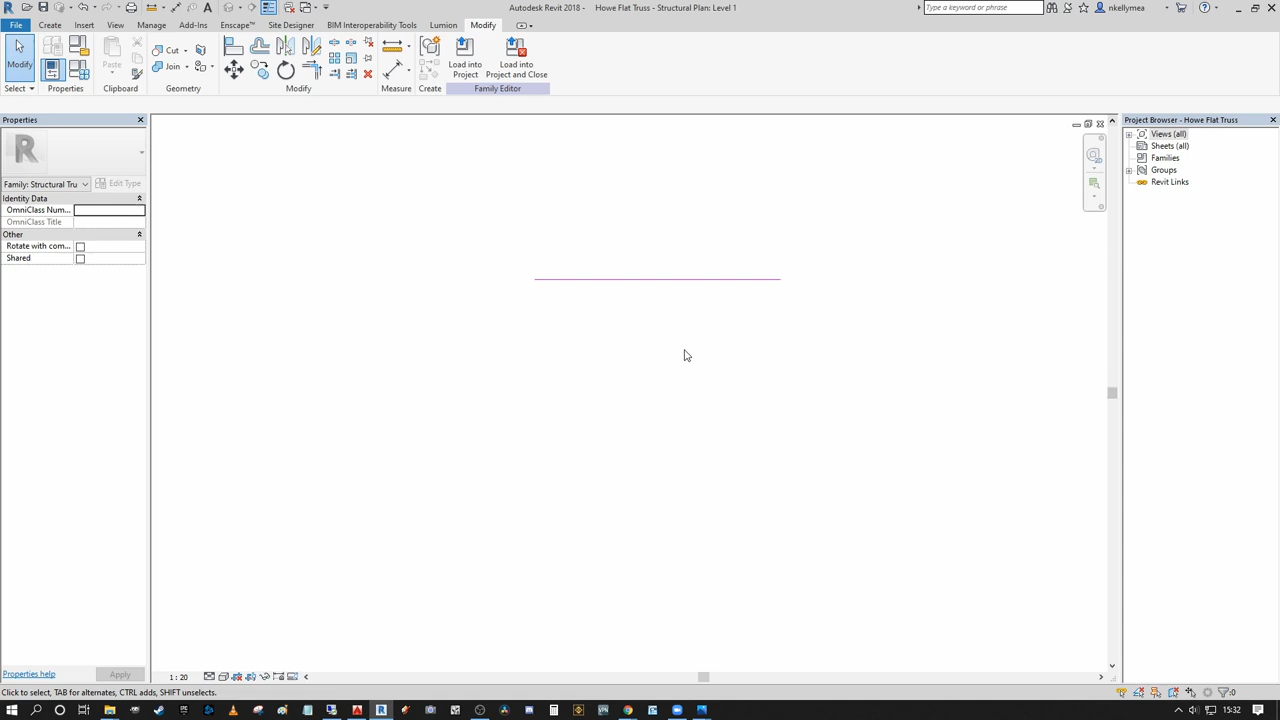 Autodesk Revit 2018 -    Howe Flat Truss - Structural Plan: Level 1
Type a keyword or phrase
nkellymea
File Create Insert View Manage Add-Ins Enscape™ Site Designer BIM Interoperability Tools Lumion Modify
Modify
Paste
Cut
Join
Load into
Project
Load into
Project and Close
Select Properties Clipboard Geometry Modify Measure Create Family Editor
Properties
Project Browser - Howe Flat Truss
R
Views (all)
Sheets (all)
Families
Groups
Revit Links
Family: Structural Tru
Edit Type
Identity Data
OmniClass Num...
OmniClass Title
Other
Rotate with com...
Shared
Properties help
Apply
1 : 20
Click to select, TAB for alternates, CTRL adds, SHIFT unselects.
:0
15:32